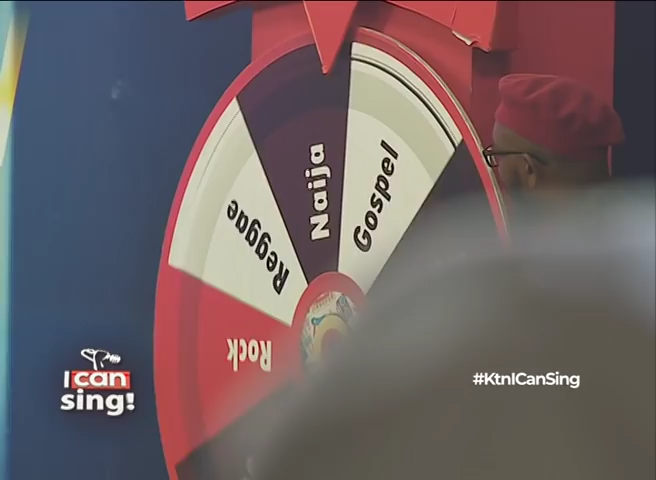 Rock
Reggae
Naija
Gospel
I can
sing!
#KtnICanSing